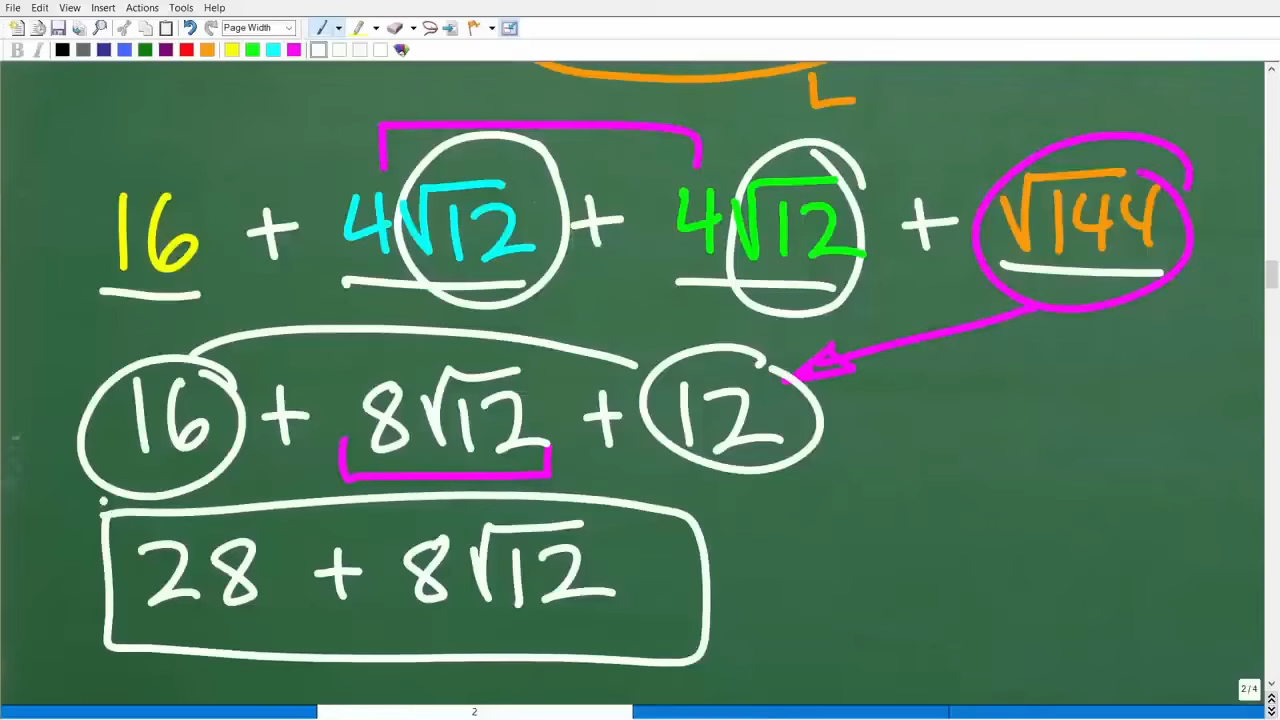 File Edit View Insert Actions Tools Help
Page Width
B I
L
16 + 4√12 + 4√12 + √144
16 + 8√12 + 12
28 + 8√12
2/4
2